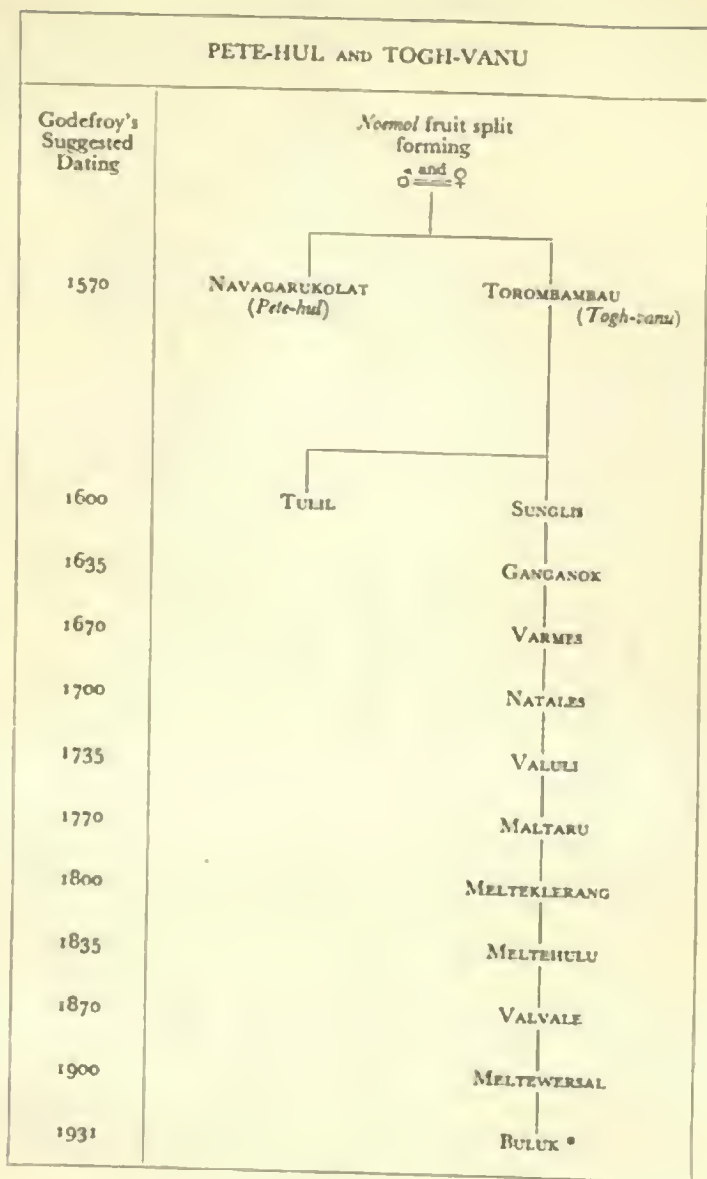 PETE-HUL AND TOGH-VANU
Godefroy's
Suggested
Dating
Noemol fruit split
forming
♂ and ♀
1570
NAVAGARUKOLAT
(Pete-hul)
TOROMBAMBAU
(Togh-vanu)
1600
TULIL
SUNGLIS
1635
GANGANOK
1670
VARMES
1700
NATALES
1735
VALULI
1770
MALTARU
1800
MELTEKLERANG
1835
MELTEHULU
1870
VALVALE
1900
MELTEWERSAL
1931
BULUK *